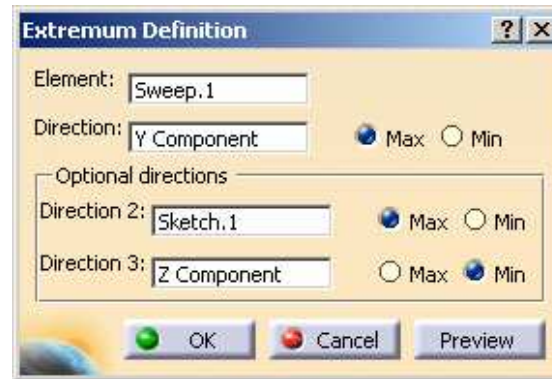 Extremum Definition ? X
Element: Sweep.1
Direction: Y Component Max Min
Optional directions
Direction 2: Sketch.1 Max Min
Direction 3: Z Component Max Min
OK Cancel Preview